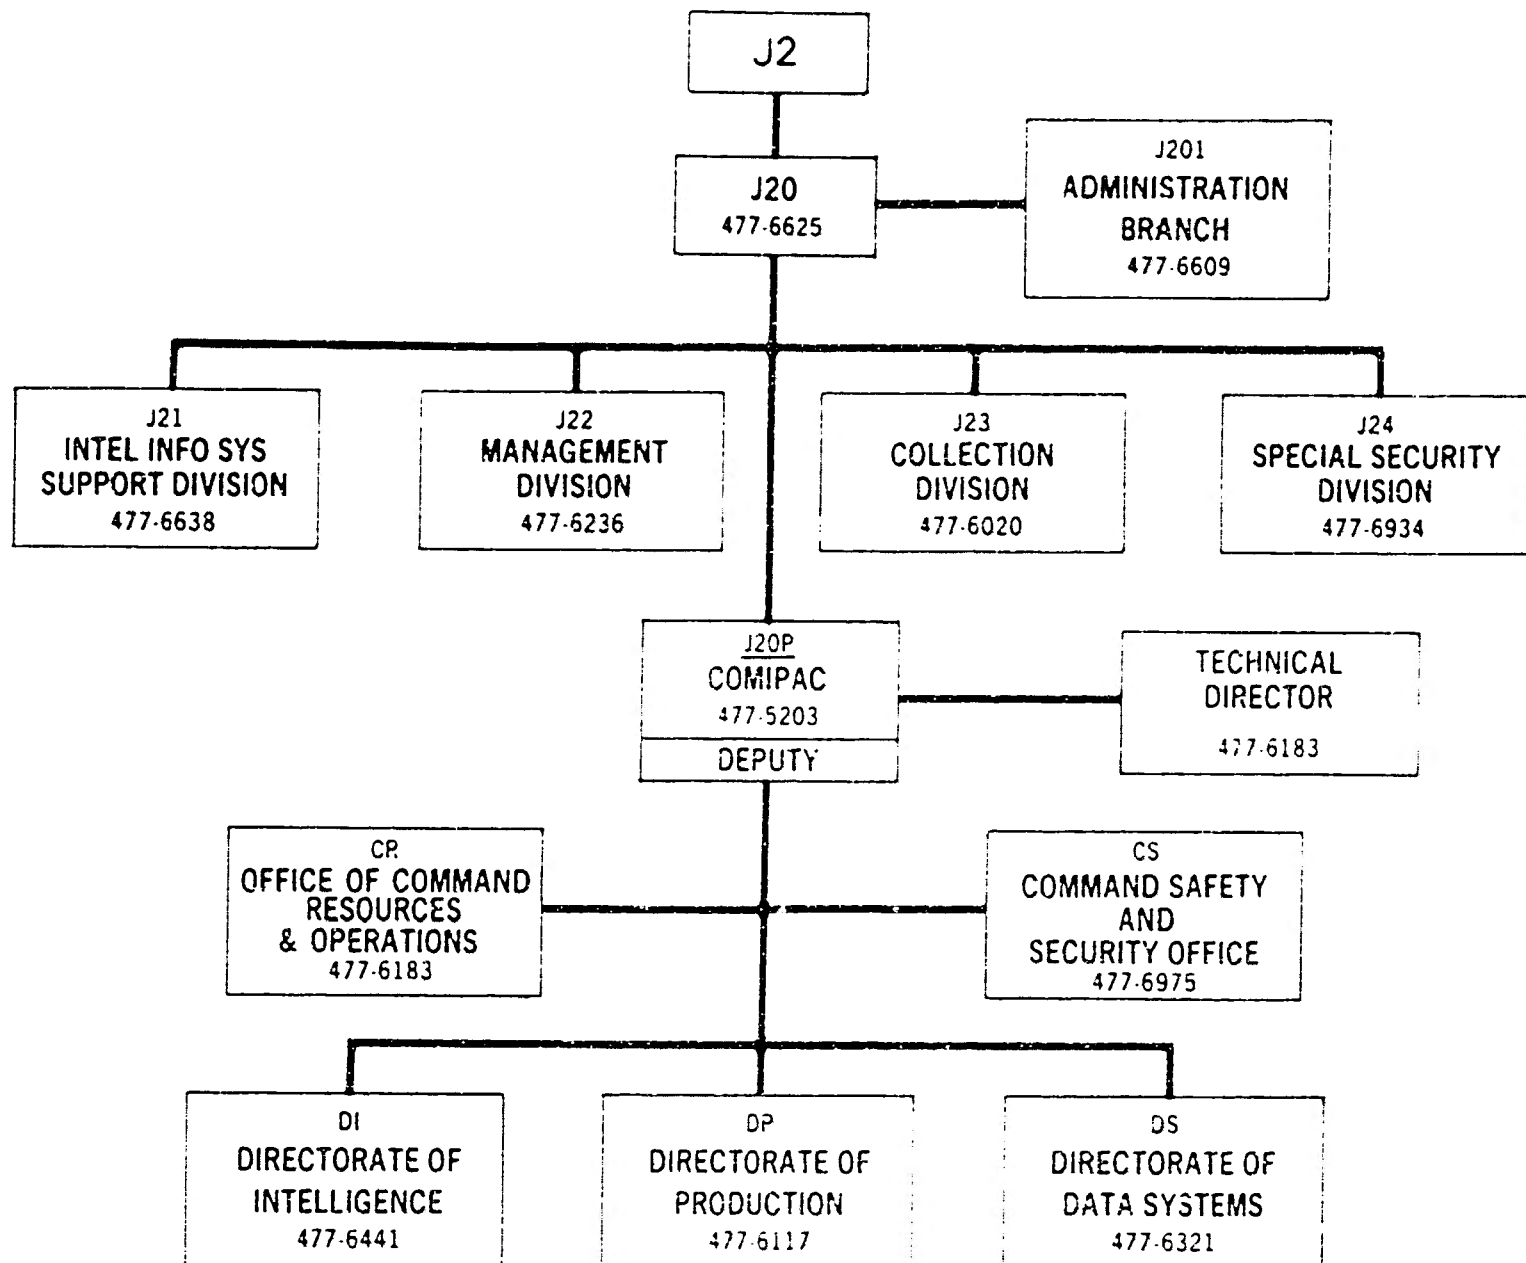 J2
J20
477-6625
J201
ADMINISTRATION
BRANCH
477-6609
J21
INTEL INFO SYS
SUPPORT DIVISION
477-6638
J22
MANAGEMENT
DIVISION
477-6236
J23
COLLECTION
DIVISION
477-6020
J24
SPECIAL SECURITY
DIVISION
477-6934
J20P
COMIPAC
477-5203
DEPUTY
TECHNICAL
DIRECTOR
477-6183
CR
OFFICE OF COMMAND
RESOURCES
& OPERATIONS
477-6183
CS
COMMAND SAFETY
AND
SECURITY OFFICE
477-6975
DI
DIRECTORATE OF
INTELLIGENCE
477-6441
DP
DIRECTORATE OF
PRODUCTION
477-6117
DS
DIRECTORATE OF
DATA SYSTEMS
477-6321